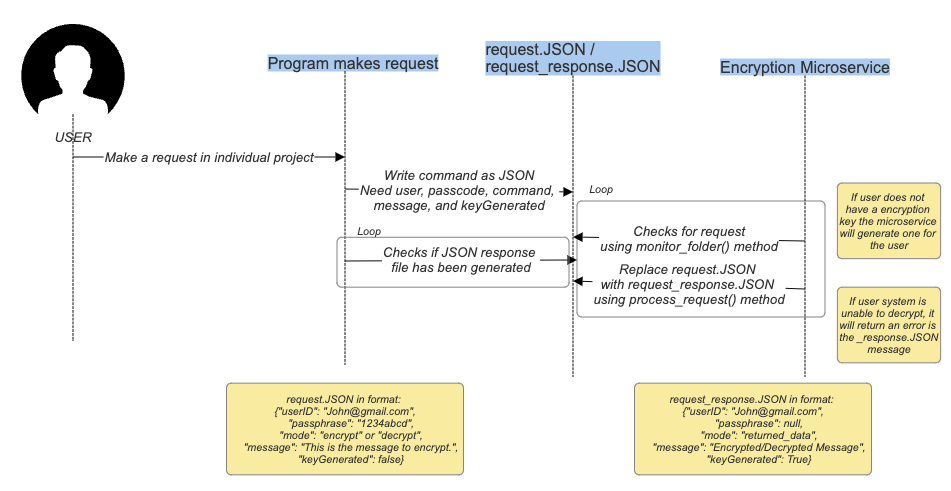 USER
Program makes request
request.JSON /
request_response.JSON
Encryption Microservice
Make a request in individual project
Write command as JSON
Need user, passcode, command,
message, and keyGenerated
Loop
If user does not
have a encryption
key the microservice
will generate one for
the user
Checks for request
using monitor_folder() method
Loop
Checks if JSON response
file has been generated
Replace request.JSON
with request_response.JSON
using process_request() method
If user system is
unable to decrypt, it
will return an error is
the _response.JSON
message
request.JSON in format:
{"userID": "John@gmail.com",
"passphrase": "1234abcd",
"mode": "encrypt" or "decrypt",
"message": "This is the message to encrypt.",
"keyGenerated": false}
request_response.JSON in format:
{"userID": "John@gmail.com",
"passphrase": null,
"mode": "returned_data",
"message": "Encrypted/Decrypted Message",
"keyGenerated": True}